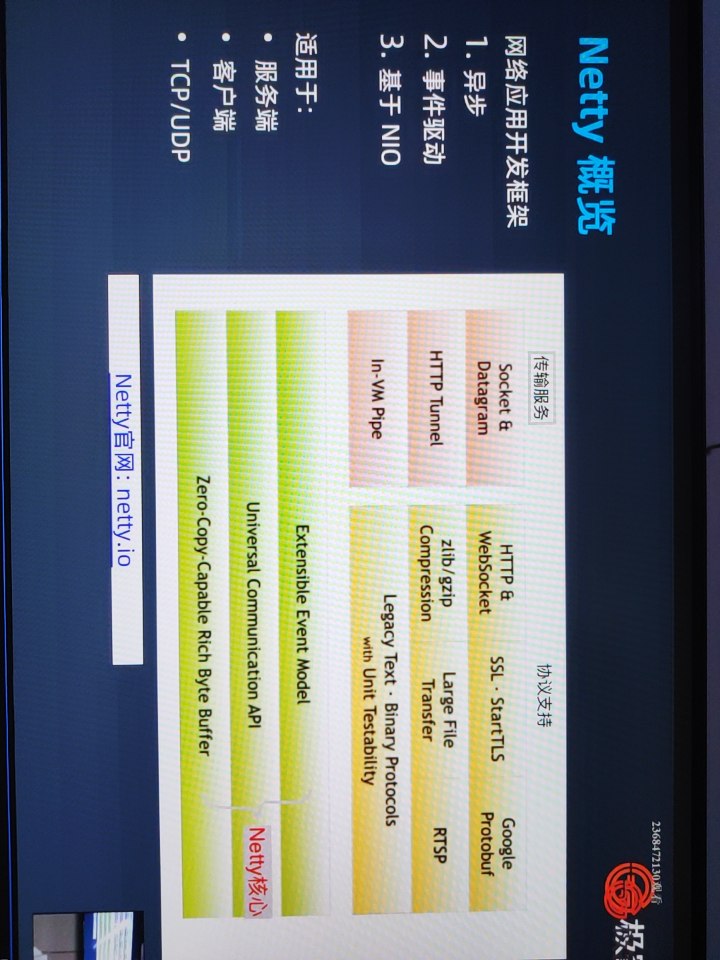 2368472130观看
Netty 概览
网络应用开发框架
1. 异步
2. 事件驱动
3. 基于 NIO
适用于:
• 服务端
• 客户端
• TCP/UDP
传输服务
Socket &
Datagram
HTTP Tunnel
In-VM Pipe
协议支持
HTTP &
WebSocket
SSL · StartTLS
Google
Protobuf
zlib/gzip
Compression
Large File
Transfer
RTSP
Legacy Text · Binary Protocols
with Unit Testability
Extensible Event Model
Universal Communication API
Zero-Copy-Capable Rich Byte Buffer
Netty核心
Netty官网: netty.io